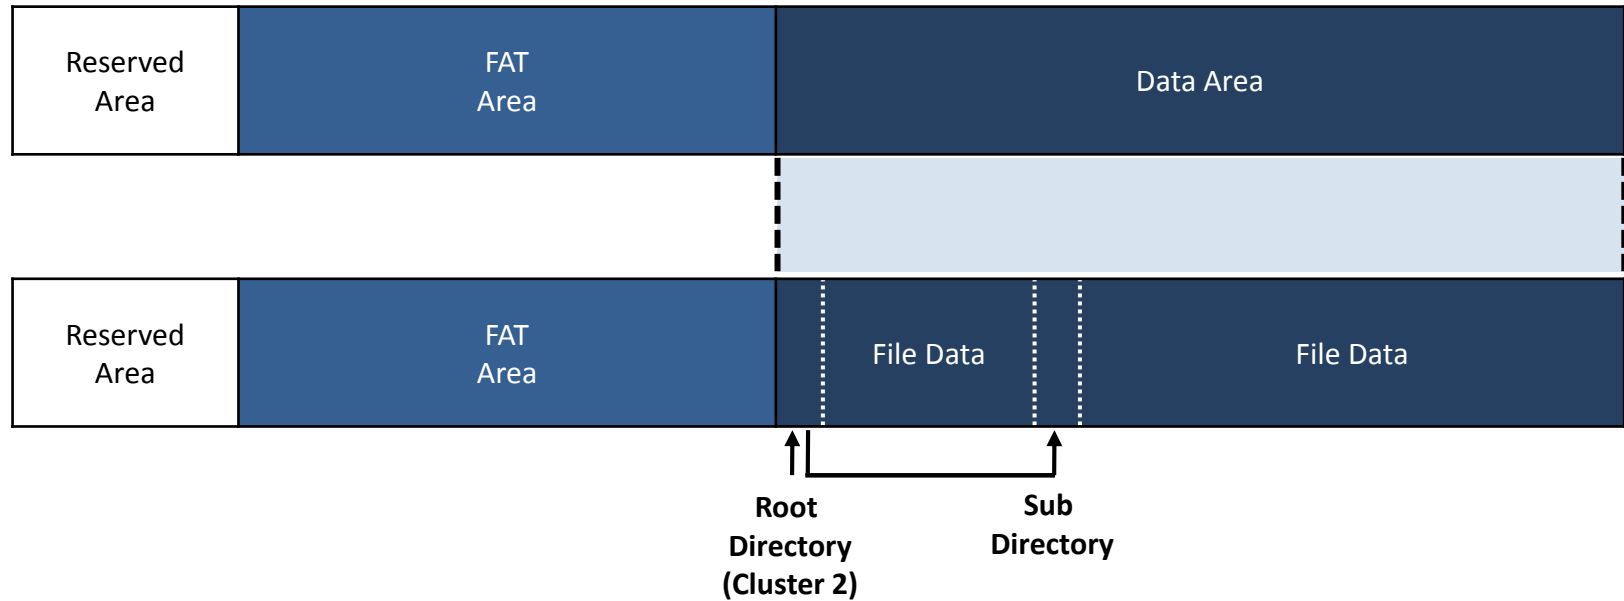 Reserved
Area
FAT
Area
Data Area
Reserved
Area
FAT
Area
File Data
File Data
Root
Directory
(Cluster 2)
Sub
Directory